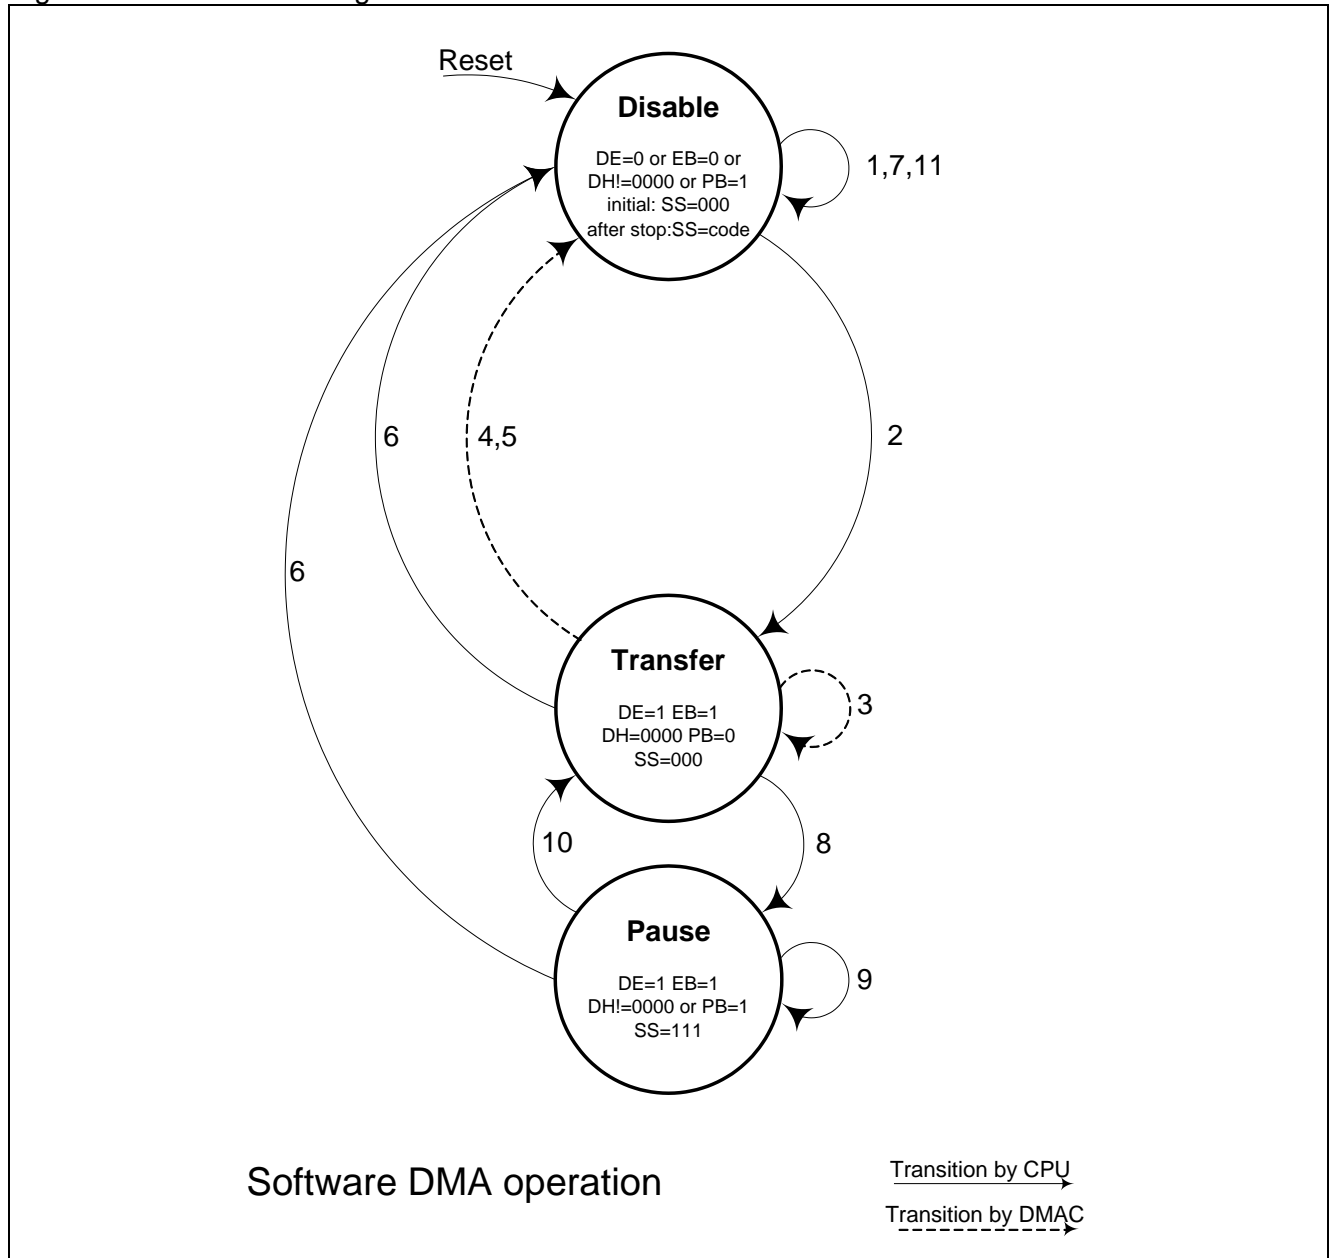 Reset
Disable
DE=0 or EB=0 or
DH!=0000 or PB=1
initial: SS=000
after stop:SS=code
1,7,11
6
4,5
2
6
Transfer
DE=1 EB=1
DH=0000 PB=0
SS=000
3
10
8
Pause
DE=1 EB=1
DH!=0000 or PB=1
SS=111
9
Software DMA operation
Transition by CPU
Transition by DMAC